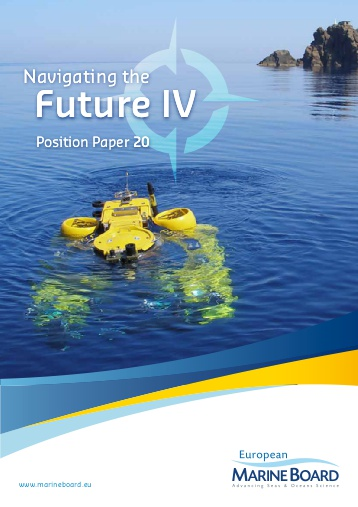 Navigating the
Future IV
Position Paper 20
European
MARINE BOARD
Advancing Seas & Oceans Science
www.marineboard.eu